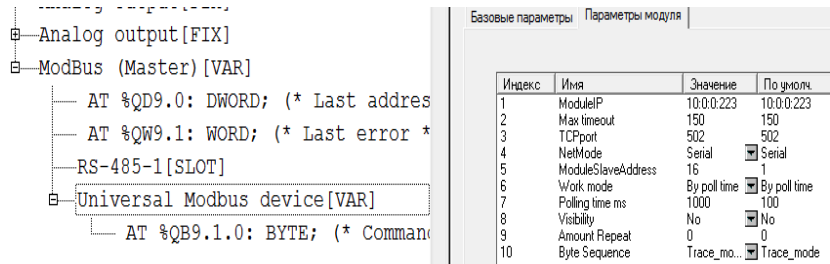 Analog output[FIX]
ModBus (Master)[VAR]
AT %QD9.0: DWORD; (* Last addres
AT %QW9.1: WORD; (* Last error *
RS-485-1[SLOT]
Universal Modbus device[VAR]
AT %QB9.1.0: BYTE; (* Comman
Базовые параметры Параметры модуля
Индекс Имя Значение По умолч.
1 ModuleIP 10:0:0:223 10:0:0:223
2 Max timeout 150 150
3 TCPport 502 502
4 NetMode Serial Serial
5 ModuleSlaveAddress 16 1
6 Work mode By poll time By poll time
7 Polling time ms 1000 100
8 Visibility No No
9 Amount Repeat 0 0
10 Byte Sequence Trace_mo... Trace_mode